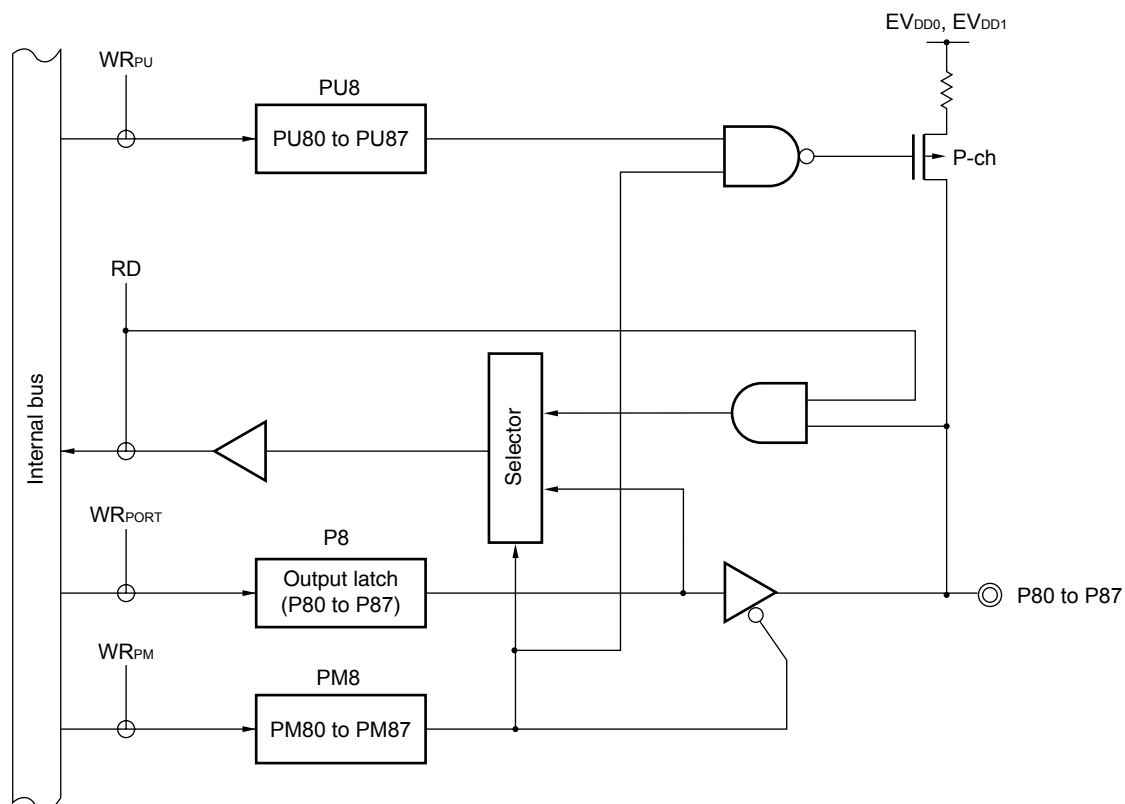 EVDD0, EVDD1
WRPU
PU8
PU80 to PU87
P-ch
RD
Internal bus
Selector
WRPORT
P8
Output latch
(P80 to P87)
P80 to P87
WRPM
PM8
PM80 to PM87